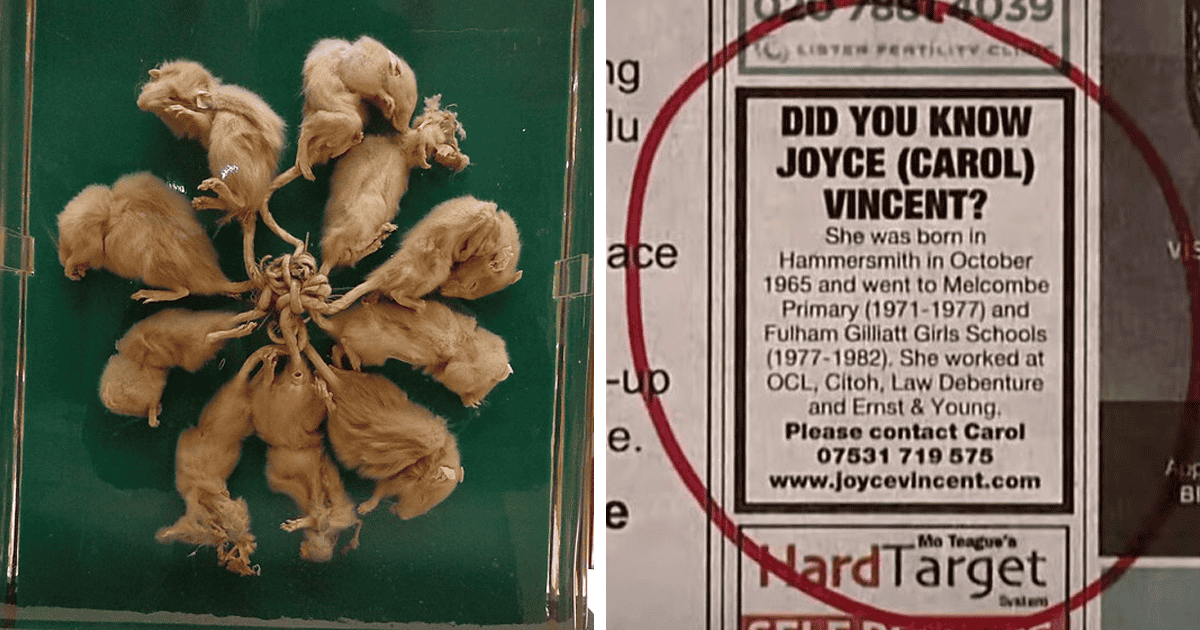 020 7881 4039
LISTER FERTILITY CLINIC
ng
lu
ace
-up
e.
e
DID YOU KNOW
JOYCE (CAROL)
VINCENT?
She was born in
Hammersmith in October
1965 and went to Melcombe
Primary (1971-1977) and
Fulham Gilliatt Girls Schools
(1977-1982). She worked at
OCL, Citoh, Law Debenture
and Ernst & Young.
Please contact Carol
07531 719 575
www.joycevincent.com
Mo Teague's
HardTarget
System